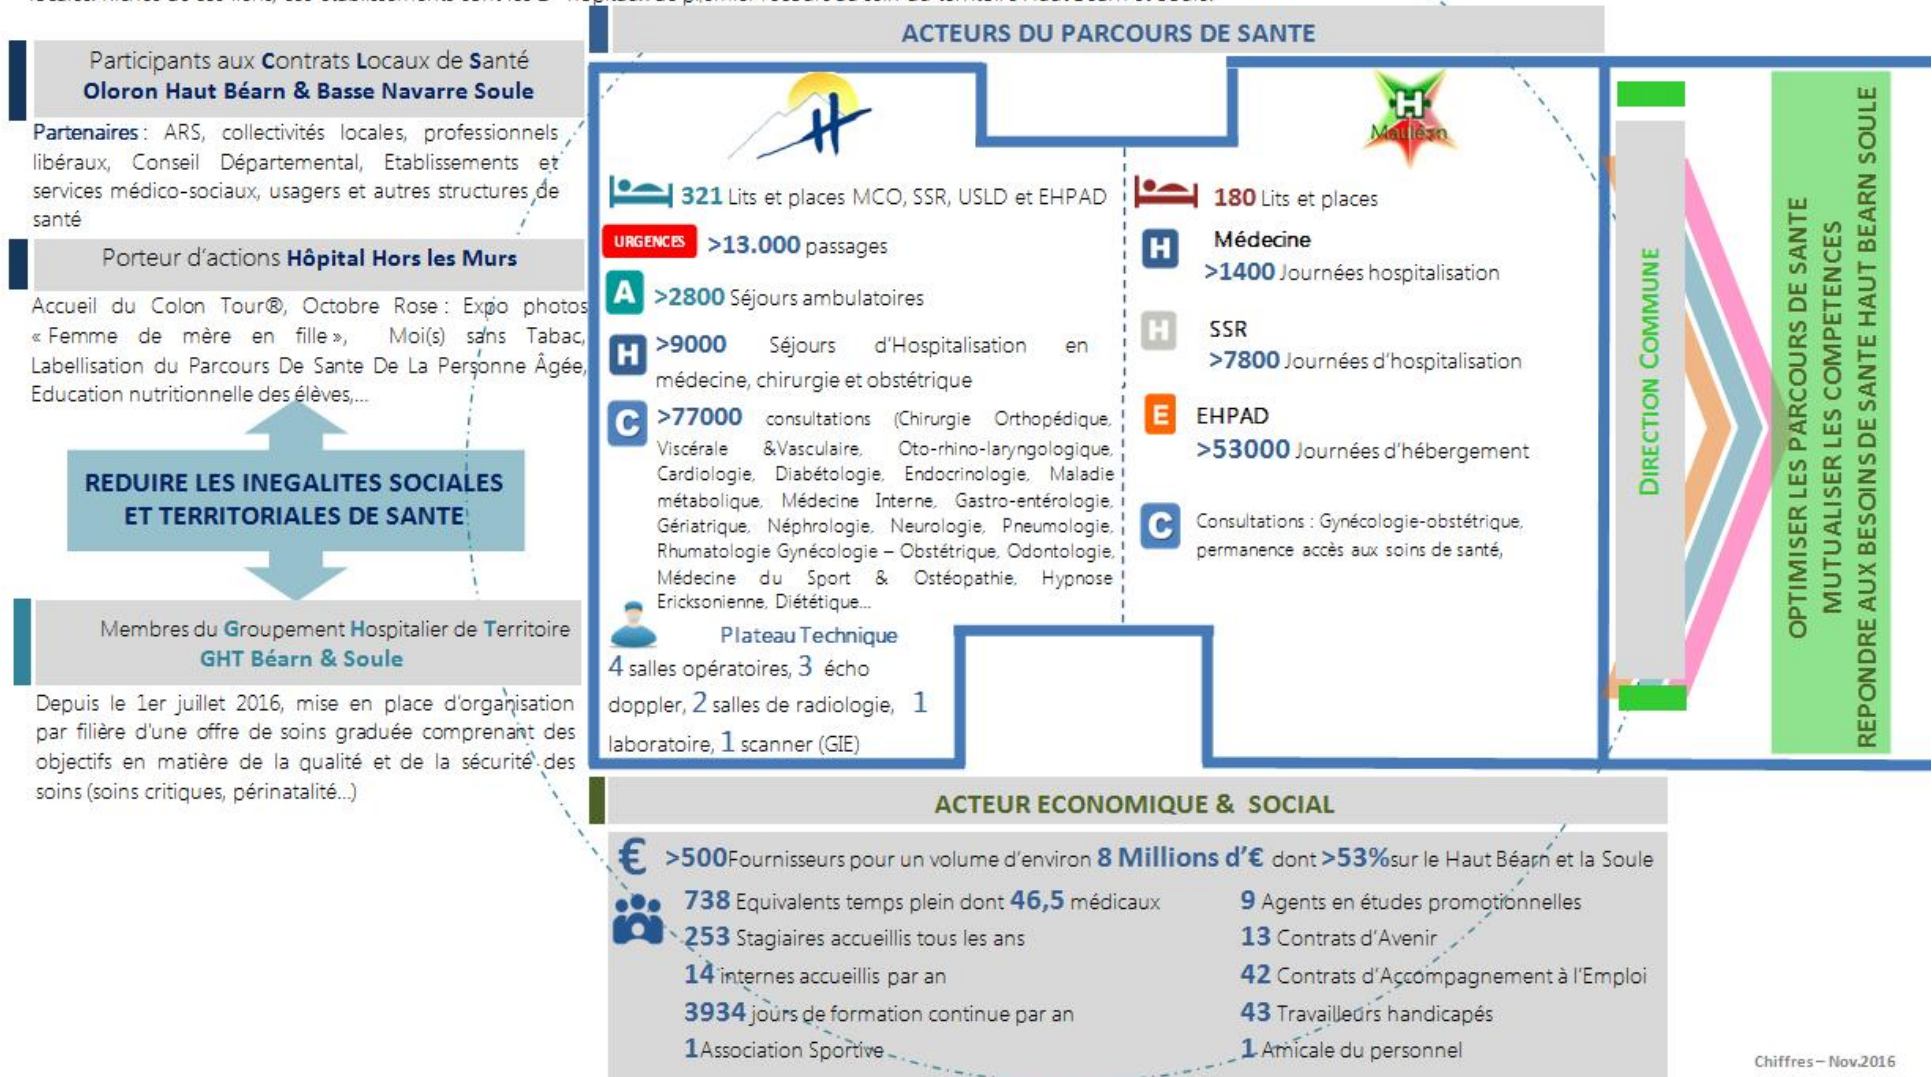 ACTEURS DU PARCOURS DE SANTE
Participants aux Contrats Locaux de Santé
Oloron Haut Béarn & Basse Navarre Soule
Partenaires : ARS, collectivités locales, professionnels
libéraux, Conseil Départemental, Etablissements et
services médico-sociaux, usagers et autres structures de
santé
Porteur d'actions Hôpital Hors les Murs
Accueil du Colon Tour®, Octobre Rose : Expo photos
« Femme de mère en fille », Moi(s) sans Tabac,
Labellisation du Parcours De Sante De La Personne Âgée,
Education nutritionnelle des élèves,...
REDUIRE LES INEGALITES SOCIALES
ET TERRITORIALES DE SANTE
Membres du Groupement Hospitalier de Territoire
GHT Béarn & Soule
Depuis le 1er juillet 2016, mise en place d'organisation
par filière d'une offre de soins graduée comprenant des
objectifs en matière de la qualité et de la sécurité des
soins (soins critiques, périnatalité...)
H
321 Lits et places MCO, SSR, USLD et EHPAD
URGENCES >13.000 passages
A >2800 Séjours ambulatoires
H >9000 Séjours d'Hospitalisation en
médecine, chirurgie et obstétrique
C >77000 consultations (Chirurgie Orthopédique,
Viscérale &Vasculaire, Oto-rhino-laryngologique,
Cardiologie, Diabétologie, Endocrinologie, Maladie
métabolique, Médecine Interne, Gastro-entérologie,
Gériatrique, Néphrologie, Neurologie, Pneumologie,
Rhumatologie Gynécologie – Obstétrique, Odontologie,
Médecine du Sport & Ostéopathie, Hypnose
Ericksonienne, Diététique...
Plateau Technique
4 salles opératoires, 3 écho
doppler, 2 salles de radiologie, 1
laboratoire, 1 scanner (GIE)
H
Mauléon
180 Lits et places
H Médecine
>1400 Journées hospitalisation
H SSR
>7800 Journées d'hospitalisation
E EHPAD
>53000 Journées d'hébergement
C Consultations : Gynécologie-obstétrique,
permanence accès aux soins de santé,
DIRECTION COMMUNE
OPTIMISER LES PARCOURS DE SANTE
MUTUALISER LES COMPETENCES
REPONDRE AUX BESOINS DE SANTE HAUT BEARN SOULE
ACTEUR ECONOMIQUE & SOCIAL
€ >500Fournisseurs pour un volume d'environ 8 Millions d'€ dont >53%sur le Haut Béarn et la Soule
738 Equivalents temps plein dont 46,5 médicaux
253 Stagiaires accueillis tous les ans
14 internes accueillis par an
3934 jours de formation continue par an
1 Association Sportive
9 Agents en études promotionnelles
13 Contrats d'Avenir
42 Contrats d'Accompagnement à l'Emploi
43 Travailleurs handicapés
1 Amicale du personnel
Chiffres – Nov.2016